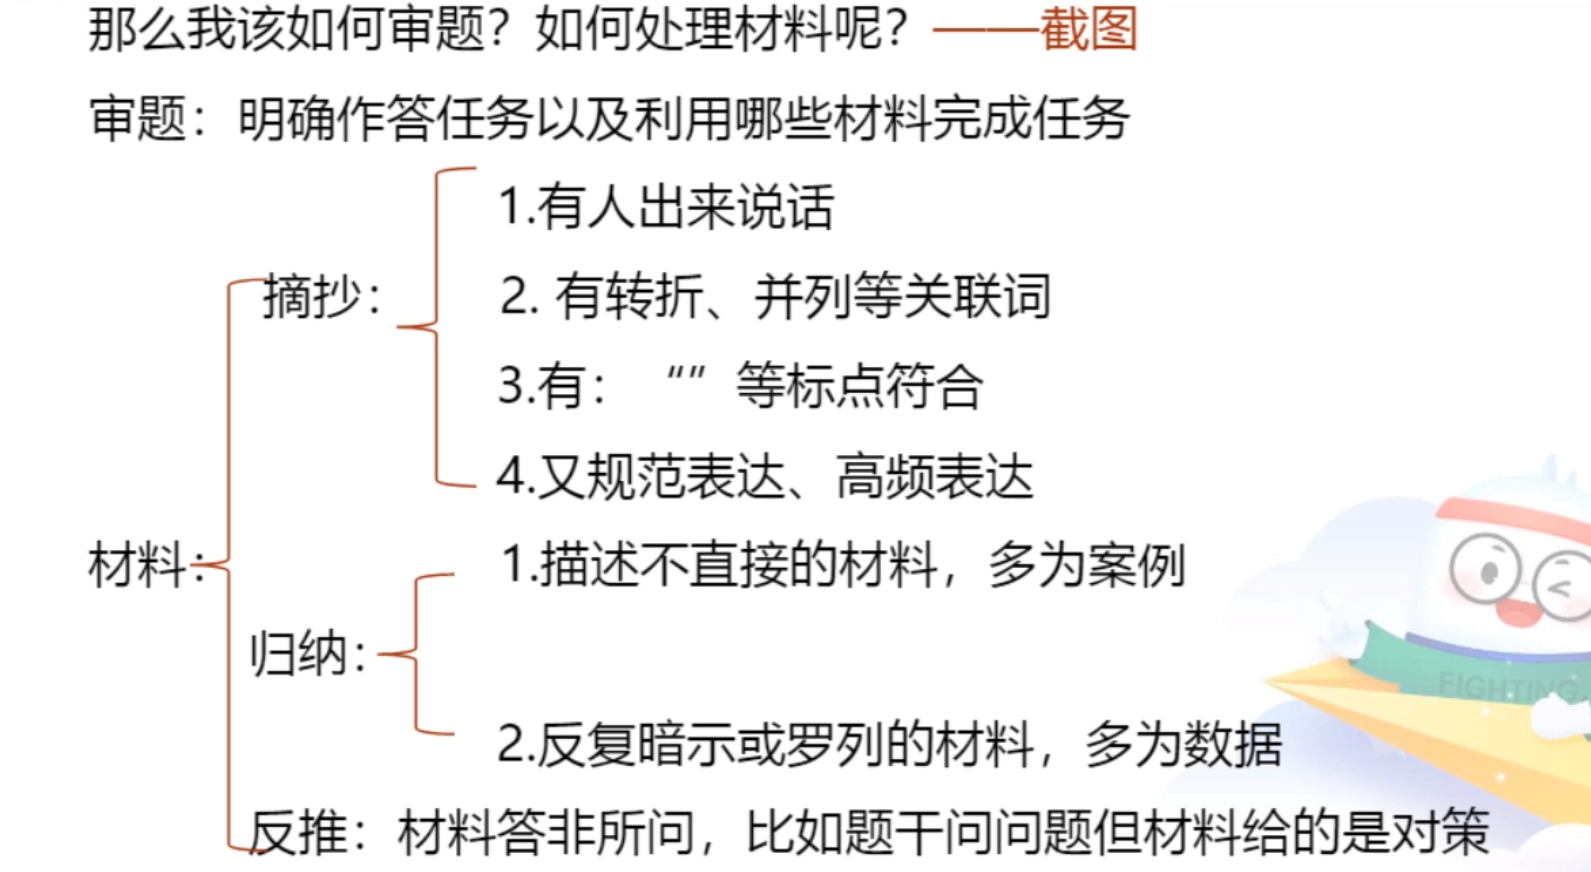 那么我该如何审题？如何处理材料呢？——截图
审题：明确作答任务以及利用哪些材料完成任务
1.有人出来说话
摘抄：
2. 有转折、并列等关联词
3.有：“”等标点符合
4.又规范表达、高频表达
材料：
1.描述不直接的材料，多为案例
归纳：
2.反复暗示或罗列的材料，多为数据
反推：材料答非所问，比如题干问问题但材料给的是对策
FIGHTING